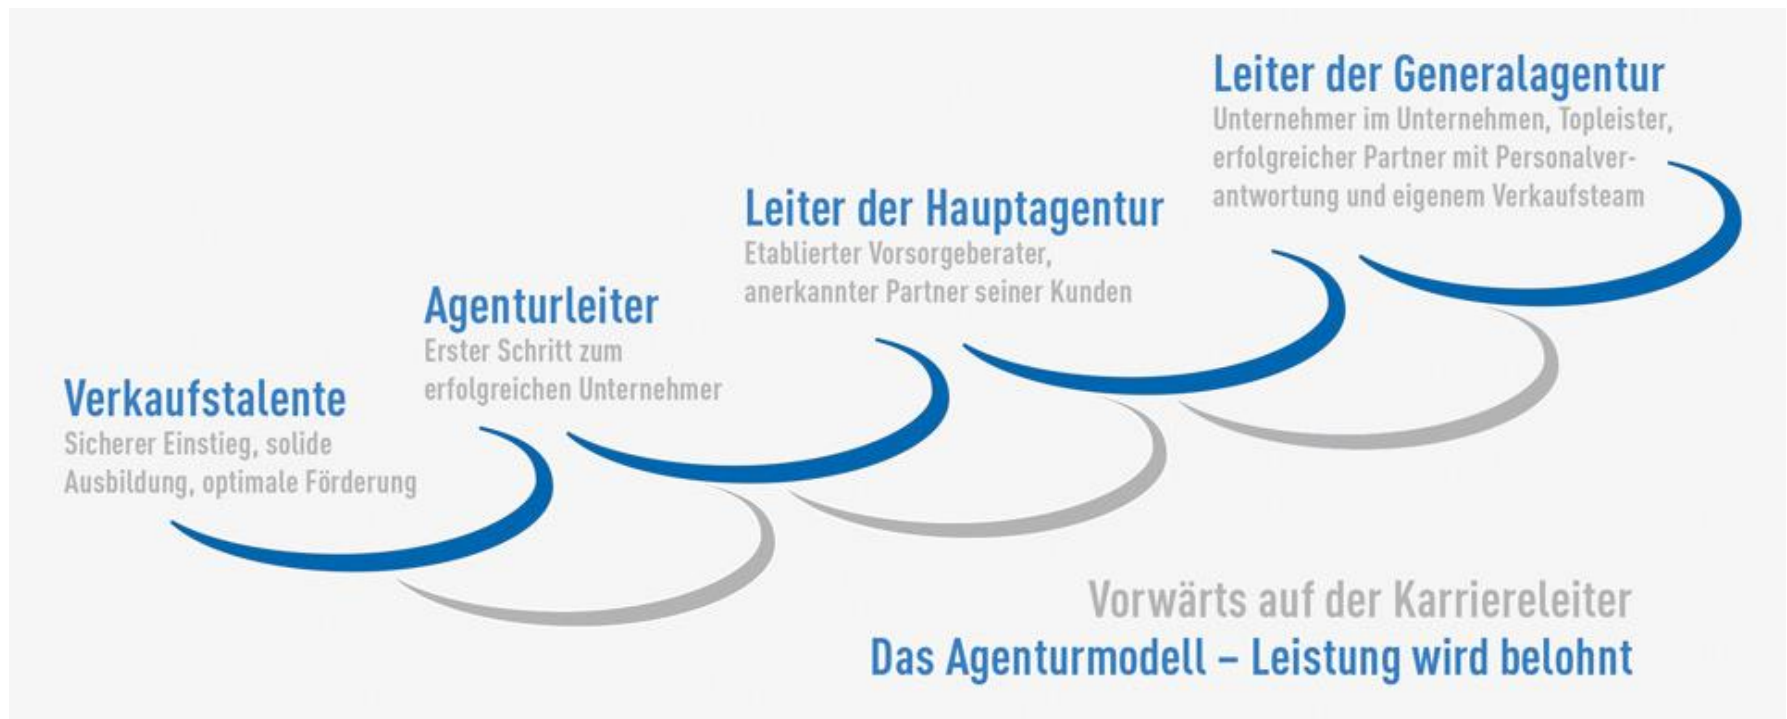 Verkaufstalente
Sicherer Einstieg, solide
Ausbildung, optimale Förderung
Agenturleiter
Erster Schritt zum
erfolgreichen Unternehmer
Leiter der Hauptagentur
Etablierter Vorsorgeberater,
anerkannter Partner seiner Kunden
Leiter der Generalagentur
Unternehmer im Unternehmen, Topleister,
erfolgreicher Partner mit Personalver-
antwortung und eigenem Verkaufsteam
Vorwärts auf der Karriereleiter
Das Agenturmodell – Leistung wird belohnt